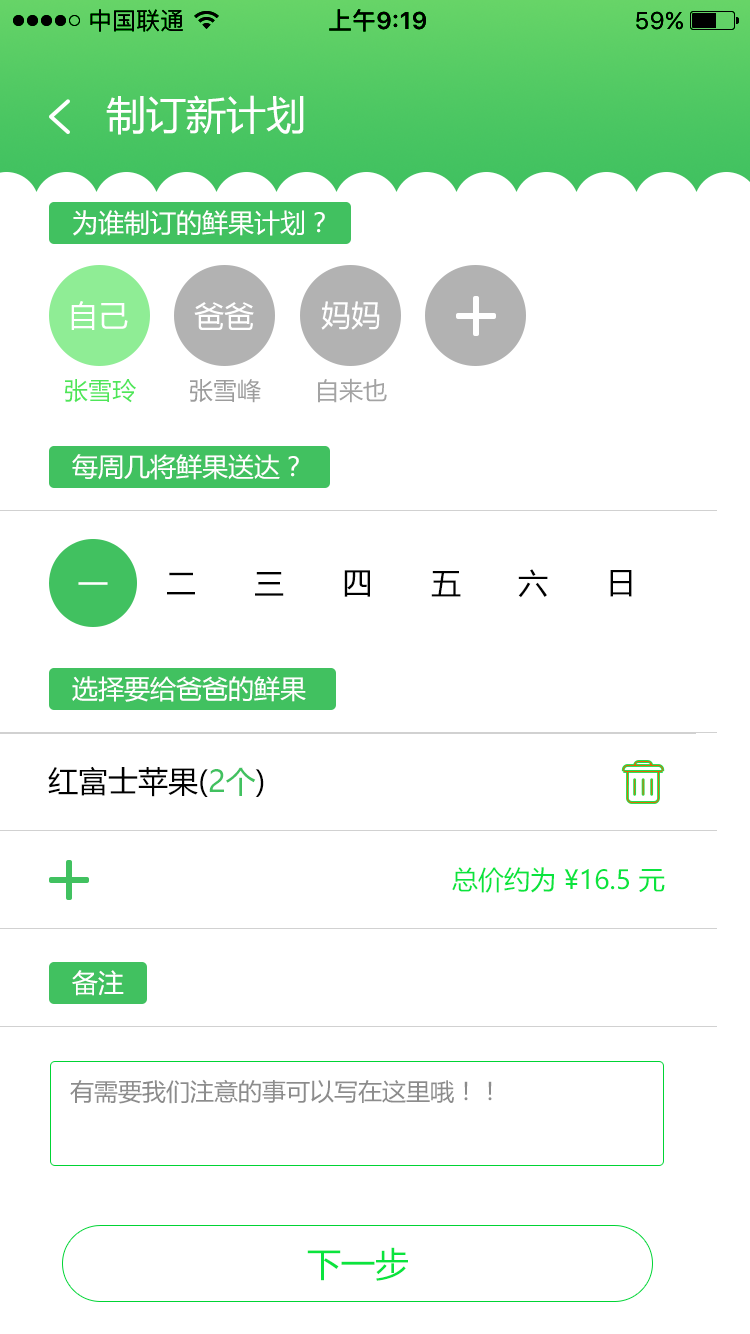 中国联通 上午9:19 59%
制订新计划
为谁制订的鲜果计划？
自己 爸爸 妈妈
张雪玲 张雪峰 自来也
每周几将鲜果送达？
一 二 三 四 五 六 日
选择要给爸爸的鲜果
红富士苹果(2个)
总价约为 ¥16.5 元
备注
有需要我们注意的事可以写在这里哦！！
下一步